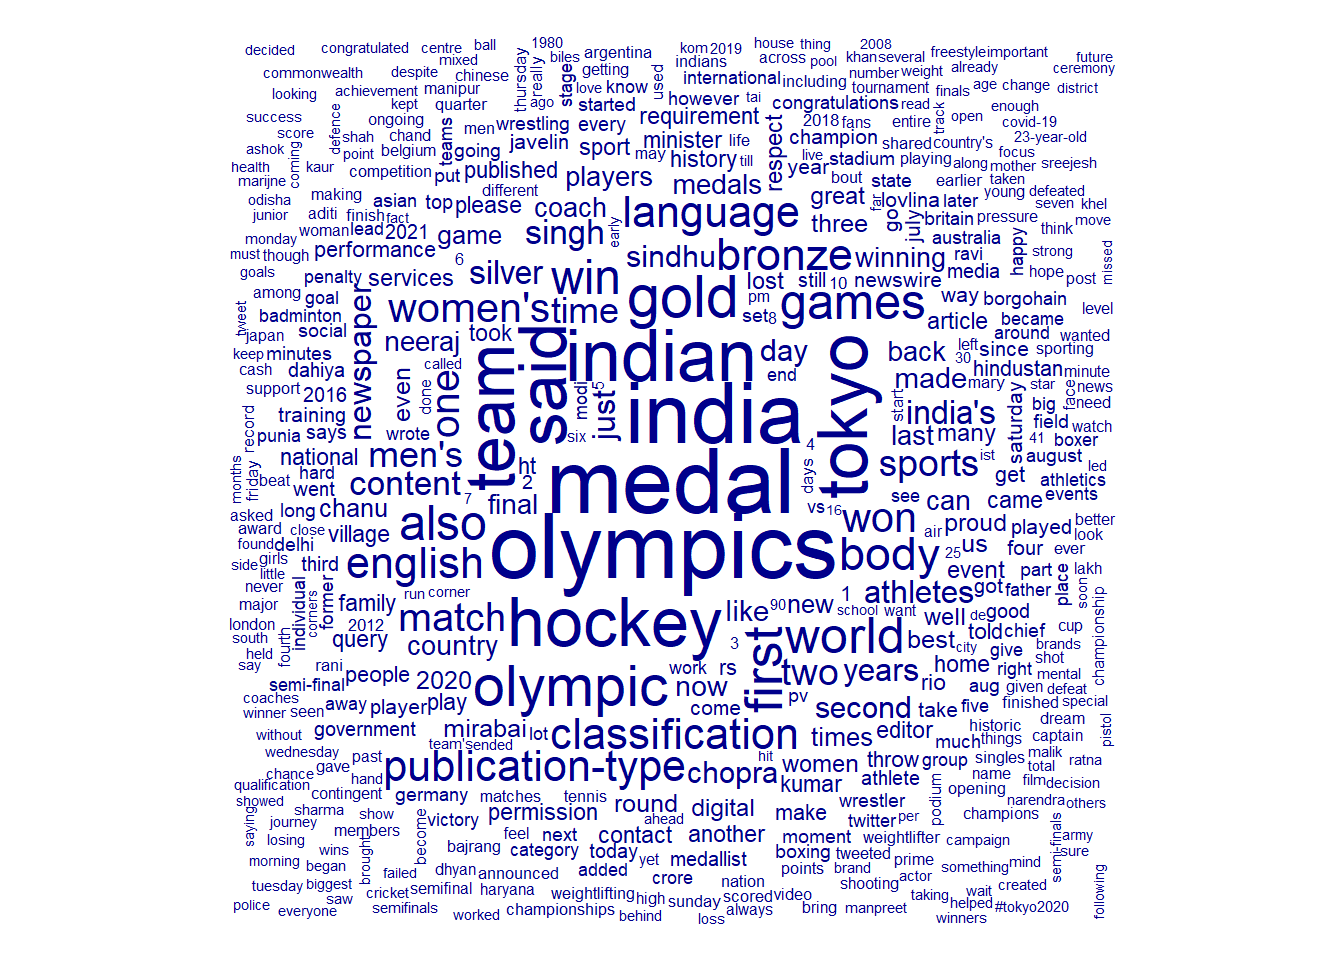 decided congratulated centre ball 1980 biles argentina kom 2019 house thing 2008
commonwealth despite mixed chinese really thursday stage getting indians across pool khan several freestyle important future
looking achievement manipur love know used international including number weight already ceremony
success kept ongoing quarter ago started however tai congratulations tournament finals age change district
score defence shah chand teams men wrestling every requirement 2018 fans read entire track open enough covid-19
ashok point belgium going javelin sport may minister life respect champion shared country's focus 23-year-old
health coming kaur competition put published players history till live year stadium playing along mother taken sreejesh
marijne making different medals bout state earlier young defeated
odisha asian top please coach language great far lovlina later seven khel
junior aditi finish fact game singh early three go july britain pressure think move
monday woman lead 2021 performance sindhu bronze winning australia happy strong missed
must though 6 silver win ravi
goals penalty services gold pm lost still 10 newswire media hope post
among goal women's time set 8 games way borgohain level
tweet badminton newspaper neeraj took said indian day article became wanted
japan social called back left around sporting
keep minutes even one team modi end tokyo 30 since
cash dahiya done just 5 made mary hindustan minute
support 2016 india start star face news
record training wrote six india's saturday big need
punia says men's last many 41 field watch
months national ht 4 sports ist boxer
friday beat hard content 2 medal days get august led
went 7 final see can came athletics
asked long chanu vs 16 won events better
award close village also air proud played look
found delhi olympics body 25 us four ever
side girls third english event part place lakh
little athletes got father soon
never individual corners former family run corner match hockey like 90 new 1 school want well de good championship
major 2012 first world told chief cup
london fourth query country 3 best city give brands
south rani people work rs two years home right shot
held say semi-final 2020 olympic now rio aug given mental defeat
coaches away player play come pv second take five finished special
winner seen mirabai lot historic dream
without government team's ended classification times editor much things captain pistol
wednesday past hit women throw group singles malik ratna
chance gave publication-type chopra kumar athlete name total
qualification hand opening film decision
showed contingent germany matches tennis round digital make wrestler podium narendra others
saying sharma show victory permission ahead twitter per champions
journey members become feel next contact another moment weightlifter campaign semi-finals army
losing brought bajrang category today yet medallist boxing tweeted prime something mind sure
wins began failed dhyan announced added crore points brand actor
morning biggest cricket semifinal haryana nation shooting wait created following
tuesday saw weightlifting high sunday scored video taking helped
police everyone semifinals worked championships behind loss always bring manpreet winners #tokyo2020